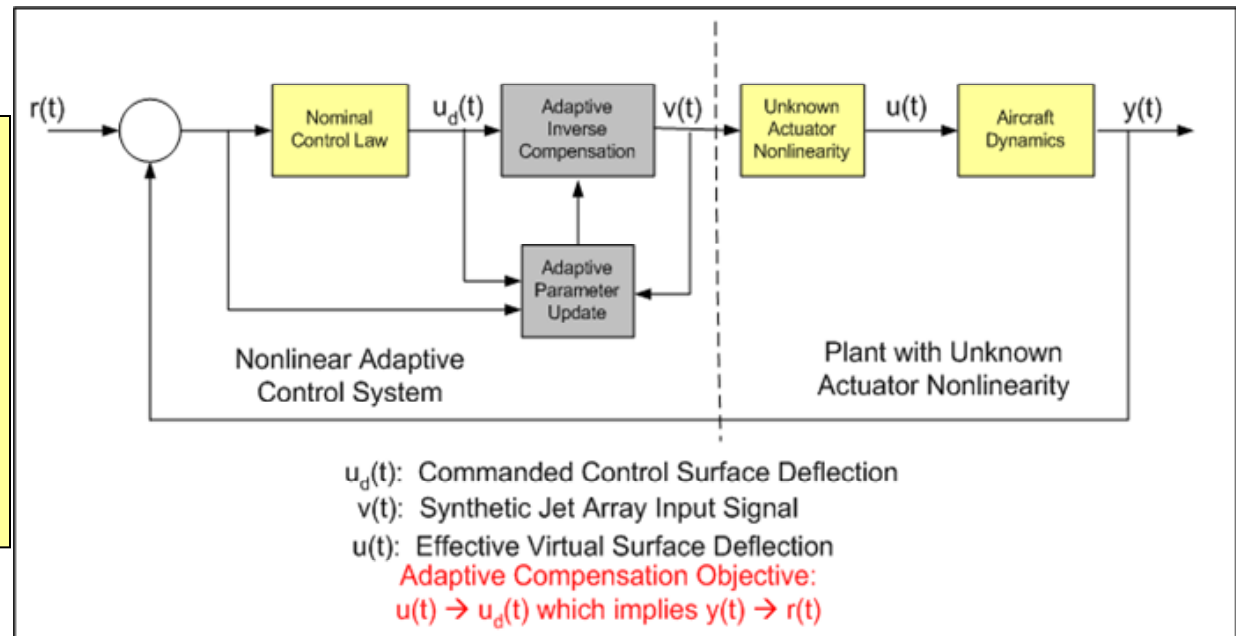 r(t)
Nominal
Control Law
u_d(t)
Adaptive
Inverse
Compensation
v(t)
Unknown
Actuator
Nonlinearity
u(t)
Aircraft
Dynamics
y(t)
Adaptive
Parameter
Update
Nonlinear Adaptive
Control System
Plant with Unknown
Actuator Nonlinearity
u_d(t): Commanded Control Surface Deflection
v(t): Synthetic Jet Array Input Signal
u(t): Effective Virtual Surface Deflection
Adaptive Compensation Objective:
u(t) → u_d(t) which implies y(t) → r(t)